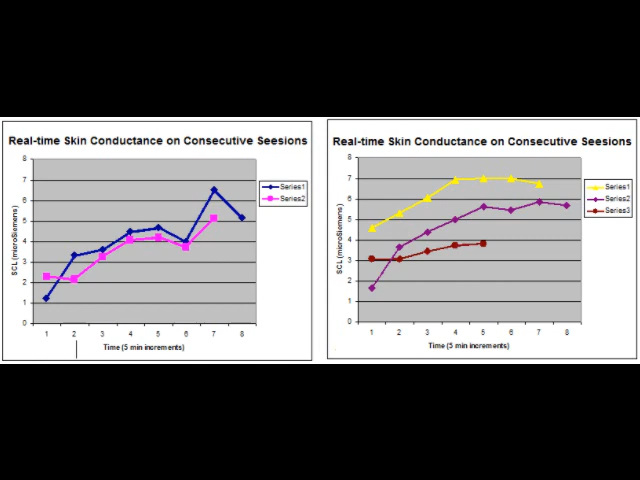 Real-time Skin Conductance on Consecutive Seesions
8
7
6
5
4
3
2
1
0
SCL (microSiemens)
1 2 3 4 5 6 7 8
Time (5 min increments)
Series1
Series2
Real-time Skin Conductance on Consecutive Seesions
8
7
6
5
4
3
2
1
0
SCL (microSiemens)
1 2 3 4 5 6 7 8
Time (5 min increments)
Series1
Series2
Series3